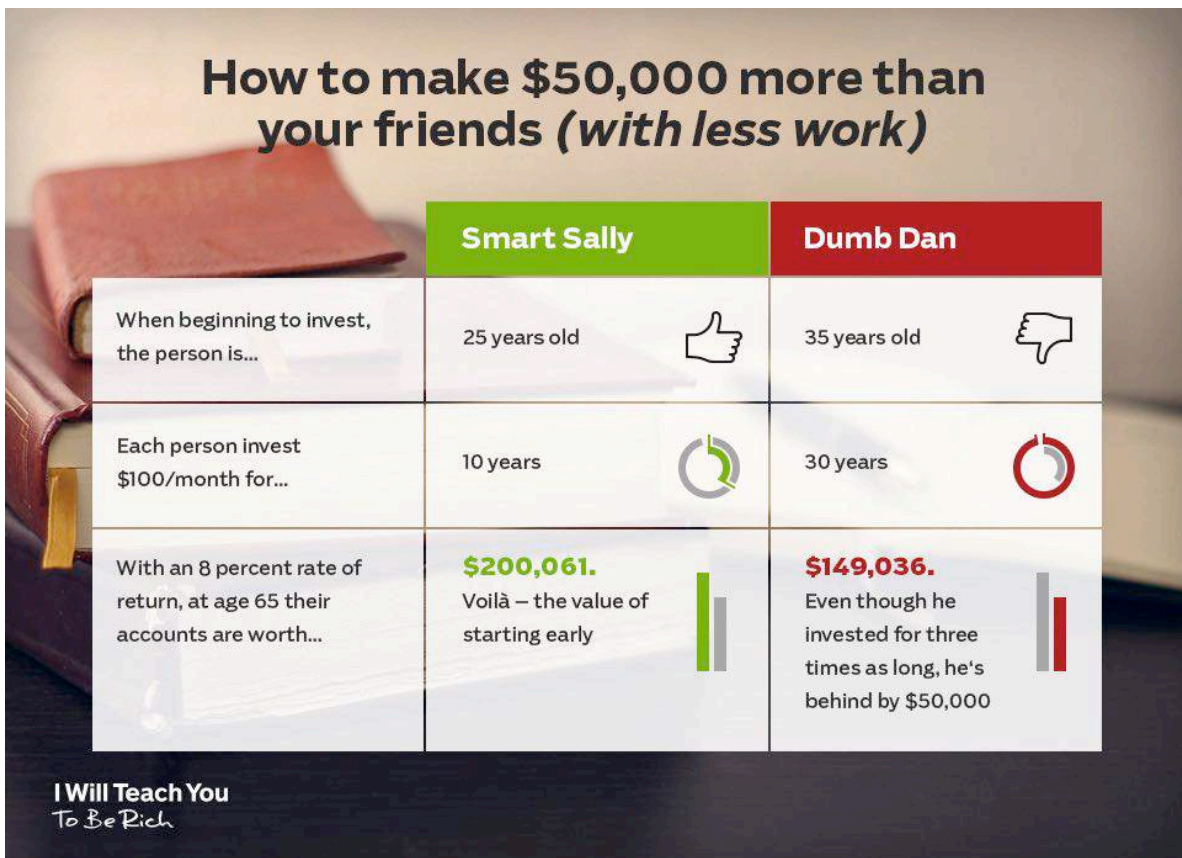 How to make $50,000 more than
your friends (with less work)
Smart Sally
Dumb Dan
When beginning to invest,
the person is...
25 years old
35 years old
Each person invest
$100/month for...
10 years
30 years
With an 8 percent rate of
return, at age 65 their
accounts are worth...
$200,061.
Voilà – the value of
starting early
$149,036.
Even though he
invested for three
times as long, he‘s
behind by $50,000
I Will Teach You
To Be Rich